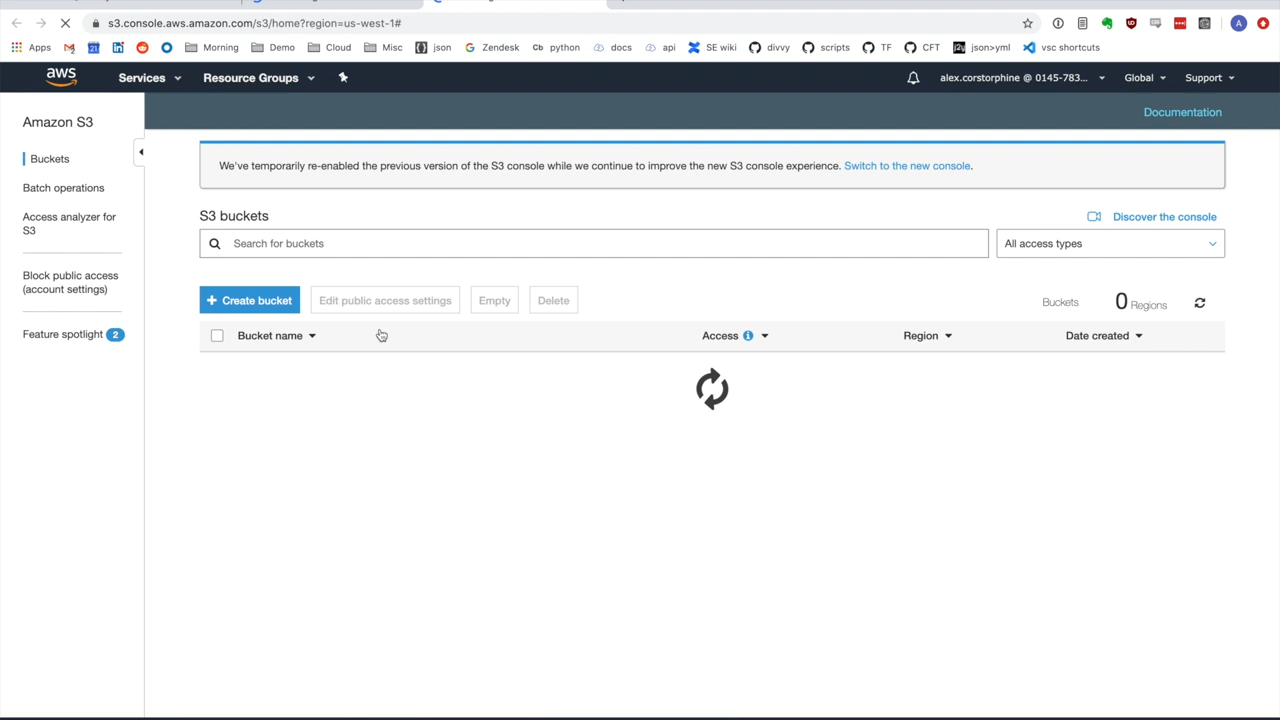 s3.console.aws.amazon.com/s3/home?region=us-west-1#
Apps Morning Demo Cloud Misc json Zendesk Cb python docs api SE wiki divvy scripts TF CFT json>yml vsc shortcuts
aws Services Resource Groups alex.corstorphine @ 0145-783... Global Support
Documentation
Amazon S3
Buckets
Batch operations
Access analyzer for
S3
Block public access
(account settings)
Feature spotlight 2
We've temporarily re-enabled the previous version of the S3 console while we continue to improve the new S3 console experience. Switch to the new console.
S3 buckets Discover the console
Search for buckets All access types
+ Create bucket Edit public access settings Empty Delete Buckets 0 Regions
Bucket name Access Region Date created